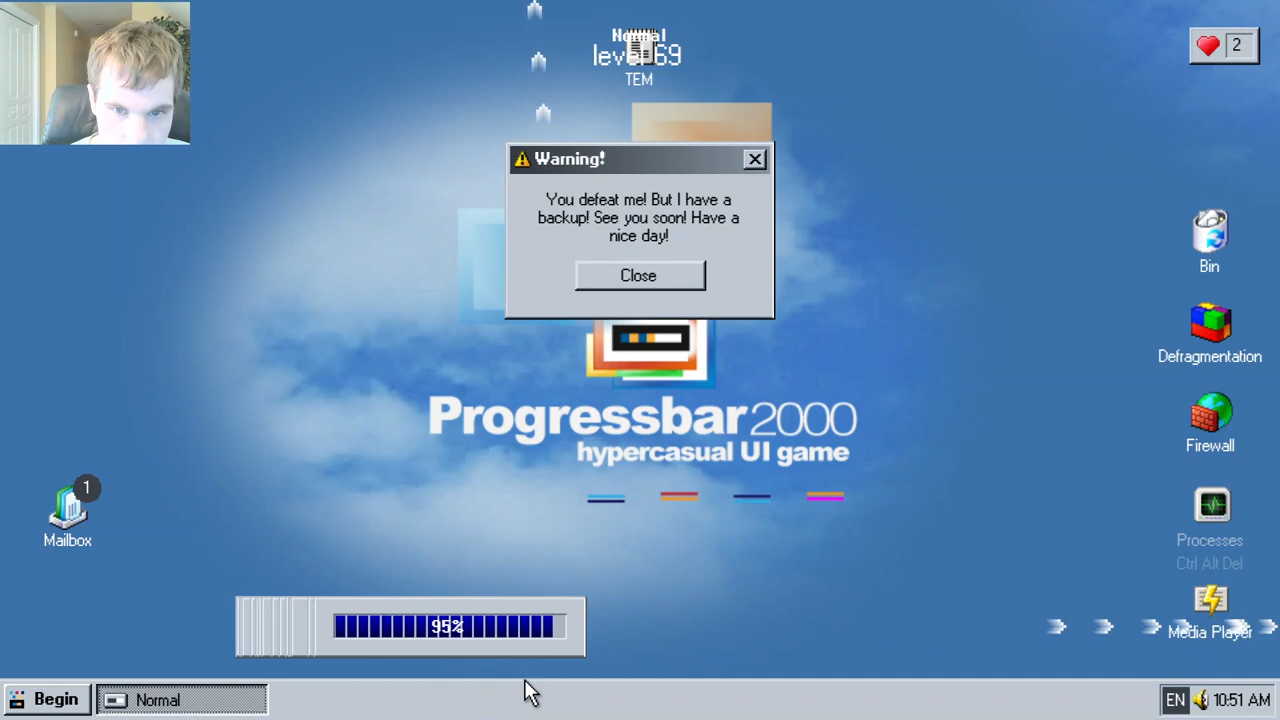 Normal
level 69
TEM
2
Warning!
You defeat me! But I have a
backup! See you soon! Have a
nice day!
Close
Bin
Defragmentation
Firewall
Progressbar2000
hypercasual UI game
1
Mailbox
Processes
Ctrl Alt Del
Media Player
95%
Begin
Normal
EN
10:51 AM